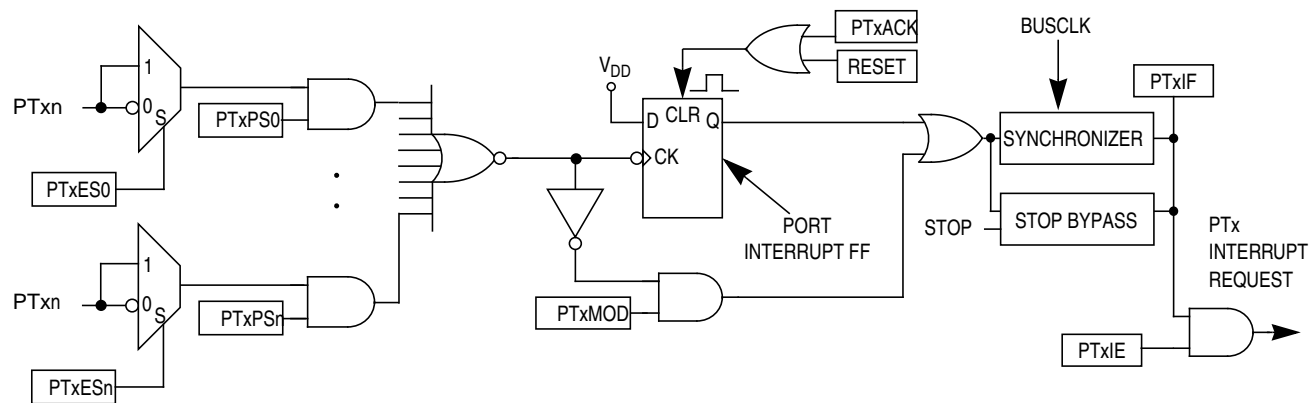 PTxn
1
0
S
PTxPS0
PTxES0
PTxn
1
0
S
PTxPSn
PTxESn
VDD
D
CLR
Q
CK
PTxACK
RESET
PORT
INTERRUPT FF
PTxMOD
BUSCLK
SYNCHRONIZER
STOP
STOP BYPASS
PTxIF
PTx
INTERRUPT
REQUEST
PTxIE